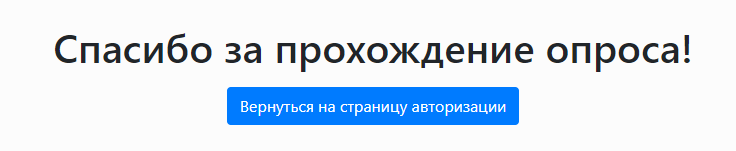 Спасибо за прохождение опроса!
Вернуться на страницу авторизации